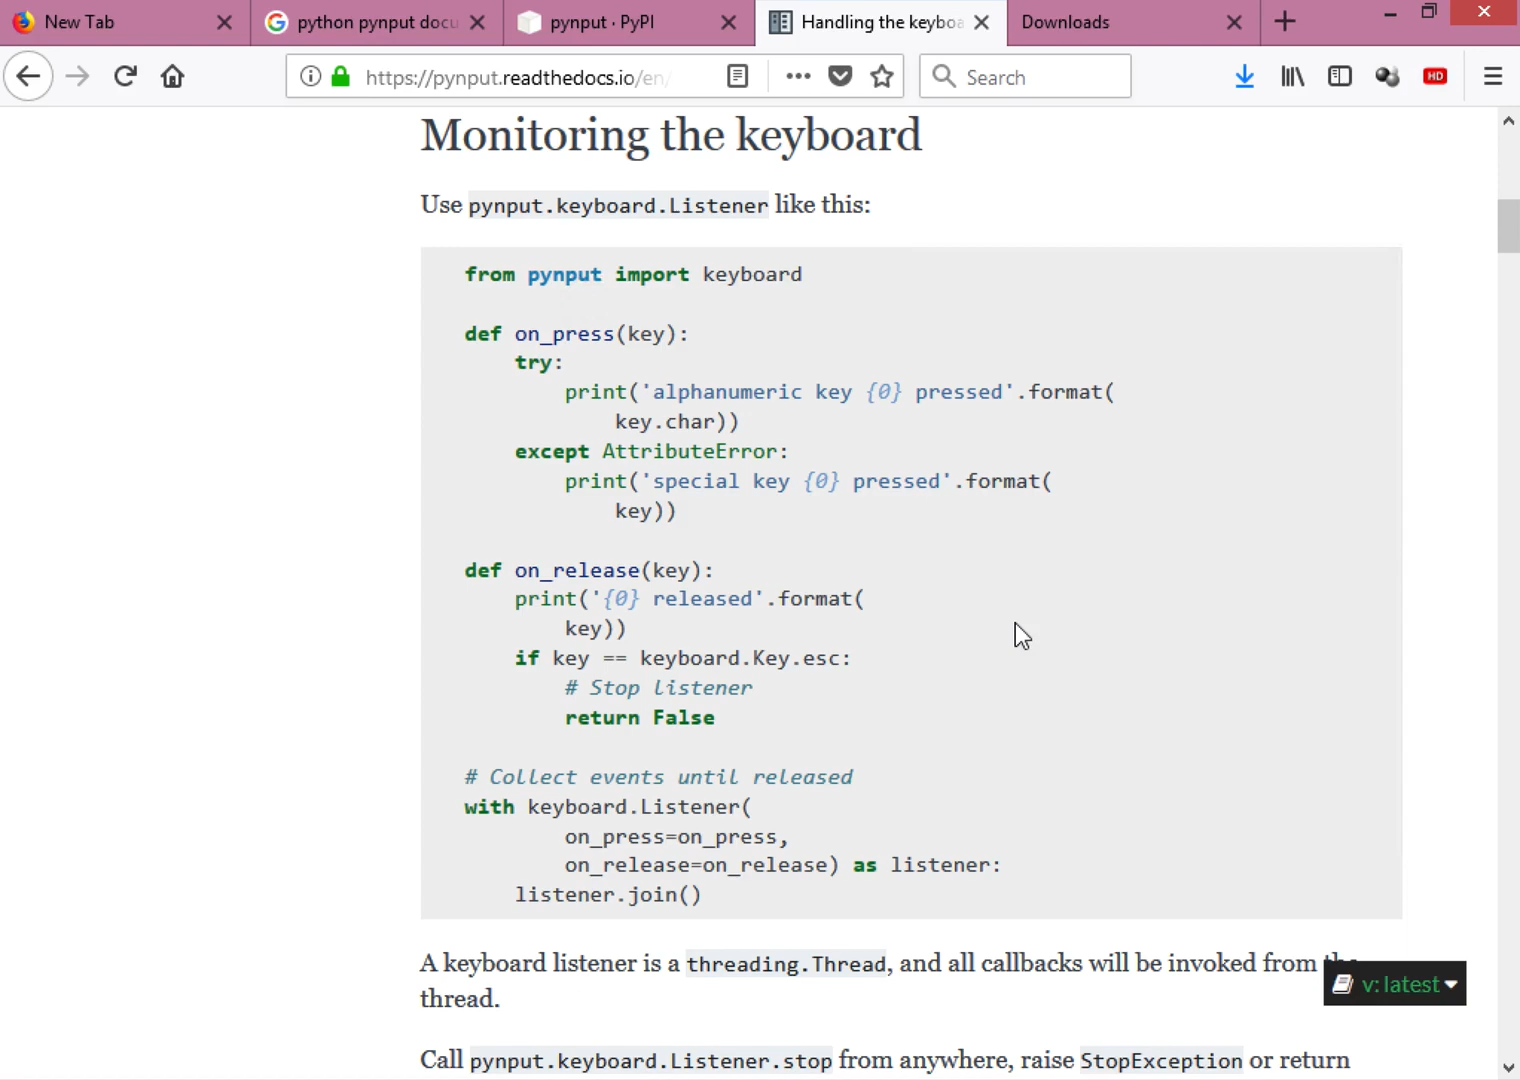 New Tab
python pynput docu
pynput · PyPI
Handling the keyboa
Downloads
https://pynput.readthedocs.io/en/
Search
HD
Monitoring the keyboard
Use pynput.keyboard.Listener like this:
from pynput import keyboard
def on_press(key):
try:
print('alphanumeric key {0} pressed'.format(
key.char))
except AttributeError:
print('special key {0} pressed'.format(
key))
def on_release(key):
print('{0} released'.format(
key))
if key == keyboard.Key.esc:
# Stop listener
return False
# Collect events until released
with keyboard.Listener(
on_press=on_press,
on_release=on_release) as listener:
listener.join()
A keyboard listener is a threading.Thread, and all callbacks will be invoked from the
thread.
v: latest
Call pynput.keyboard.Listener.stop from anywhere, raise StopException or return